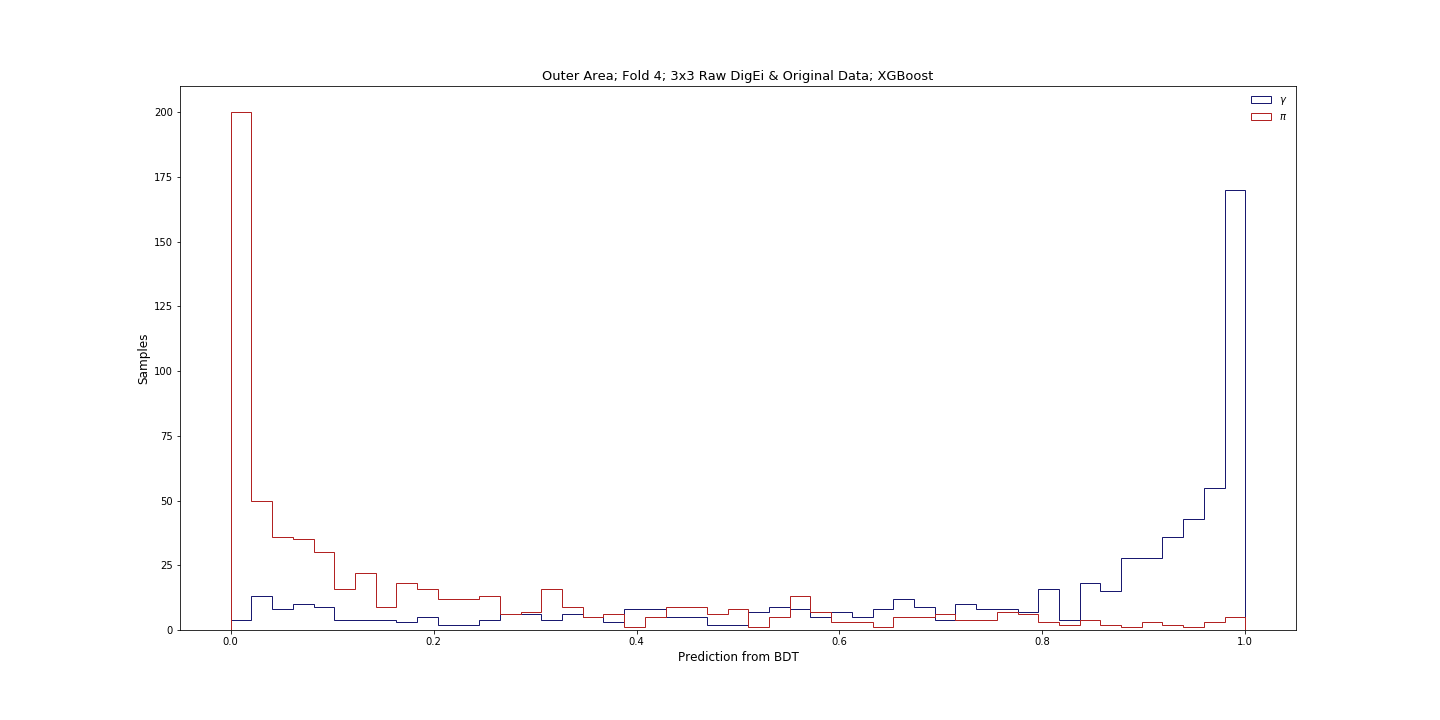 Outer Area; Fold 4; 3x3 Raw DigEi & Original Data; XGBoost
γ
π
200
175
150
125
100
75
50
25
0
Samples
0.0 0.2 0.4 0.6 0.8 1.0
Prediction from BDT